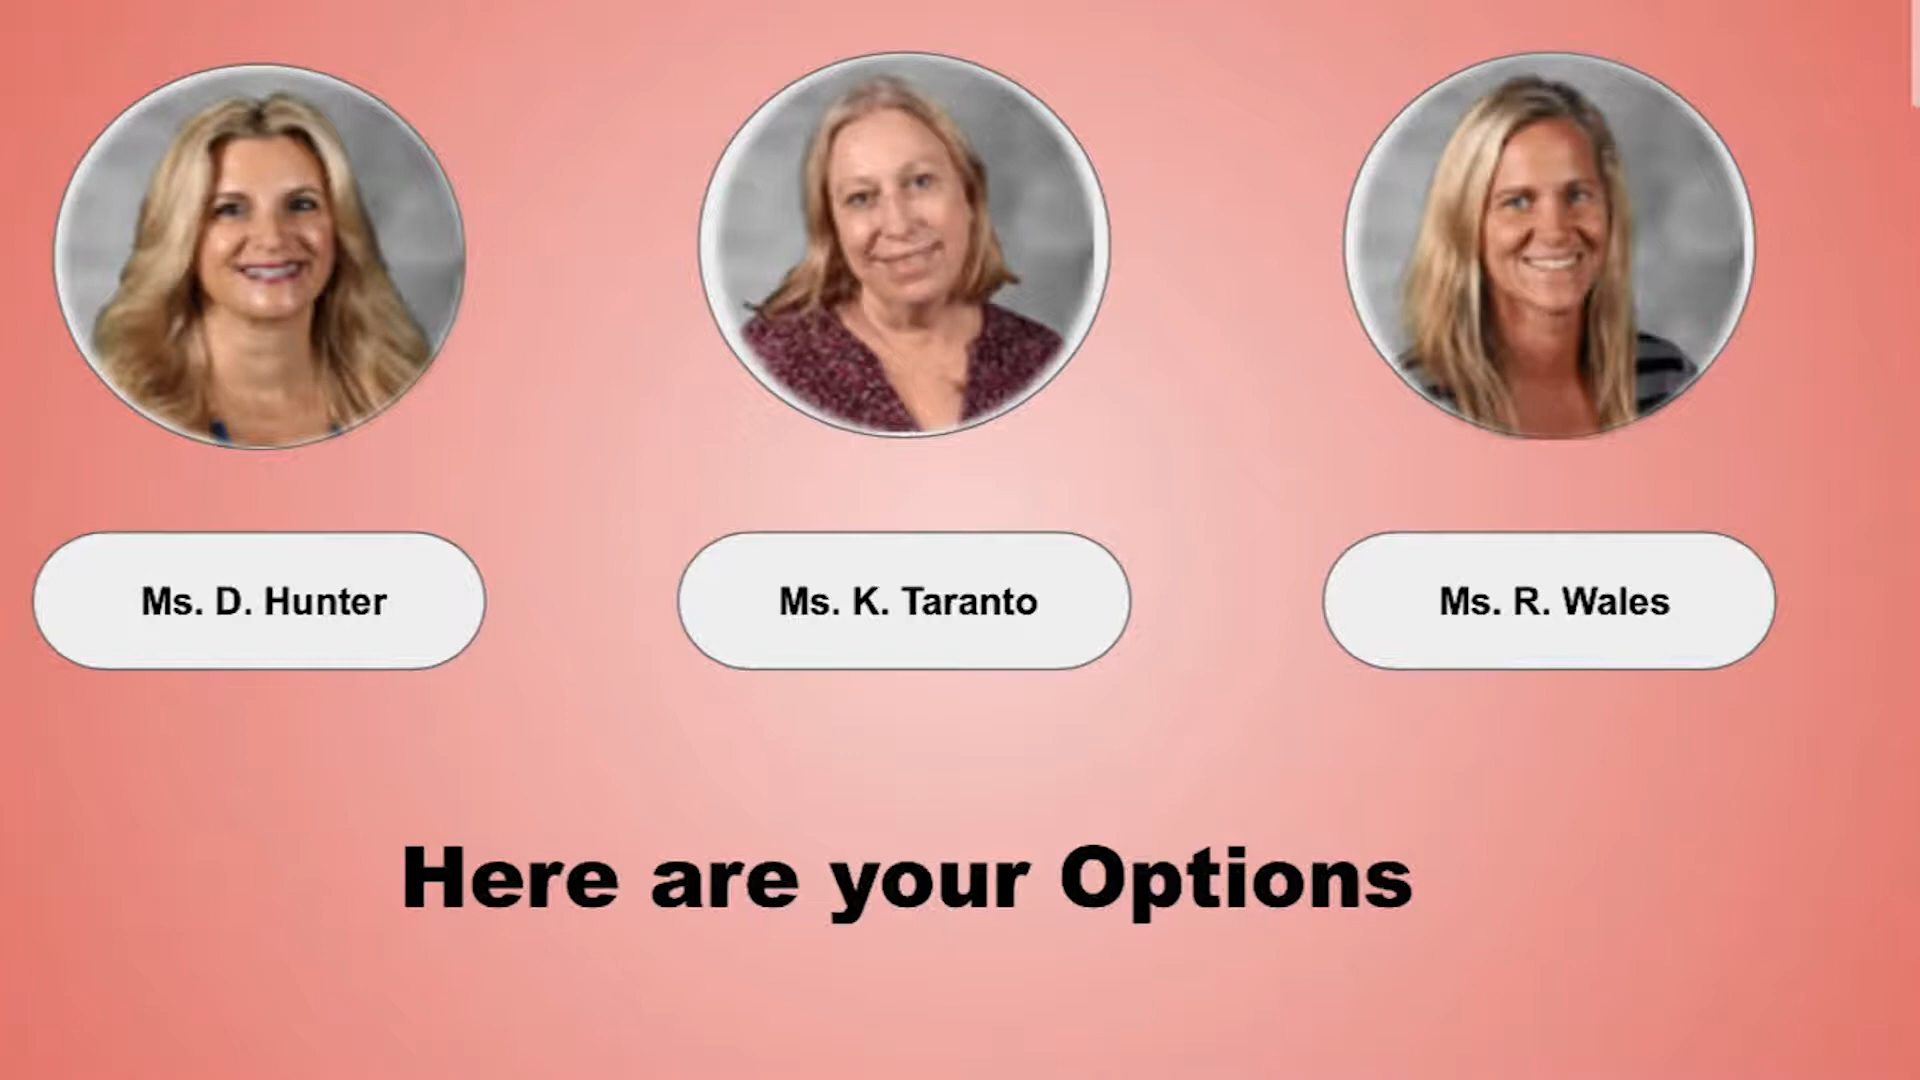 Ms. D. Hunter
Ms. K. Taranto
Ms. R. Wales
Here are your Options